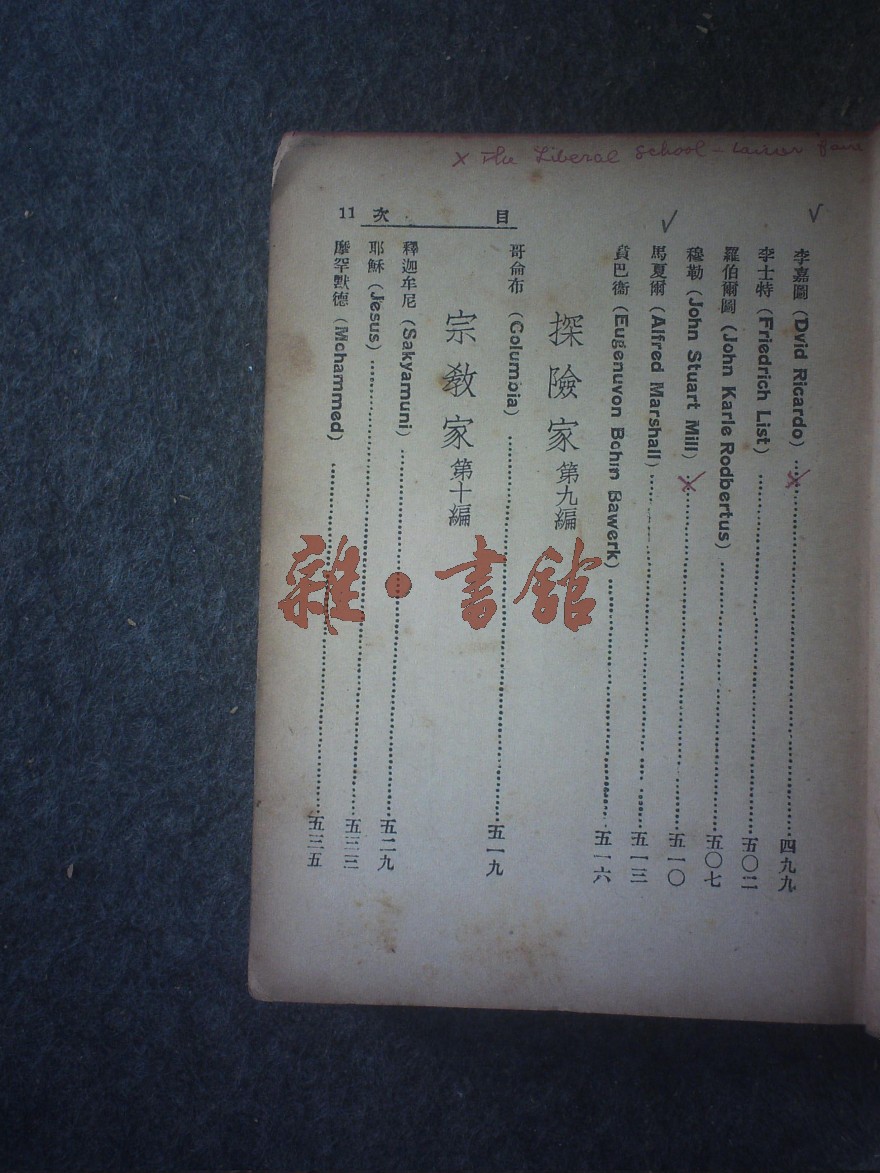 × The Liberal School – Laisser faire
目次 11
李嘉圖 (Dvid Ricardo) 四九九
李士特 (Friedrich List) 五〇二
羅伯爾圖 (John Karle Rodbertus) 五〇七
穆勒 (John Stuart Mill) 五一〇
馬夏爾 (Alfred Marshall) 五一三
賁巴衞 (Eugenuvon Bohm Bawerk) 五一六
探險家 第九編
哥侖布 (Columbia) 五一九
宗教家 第十編
釋迦牟尼 (Sakyamuni) 五二九
耶穌 (Jesus) 五三三
摩罕默德 (Mohammed) 五三五
雜·書館